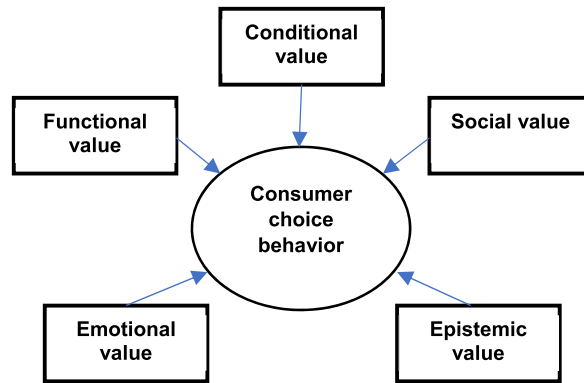 Conditional
value
Functional
value
Social value
Consumer
choice
behavior
Emotional
value
Epistemic
value